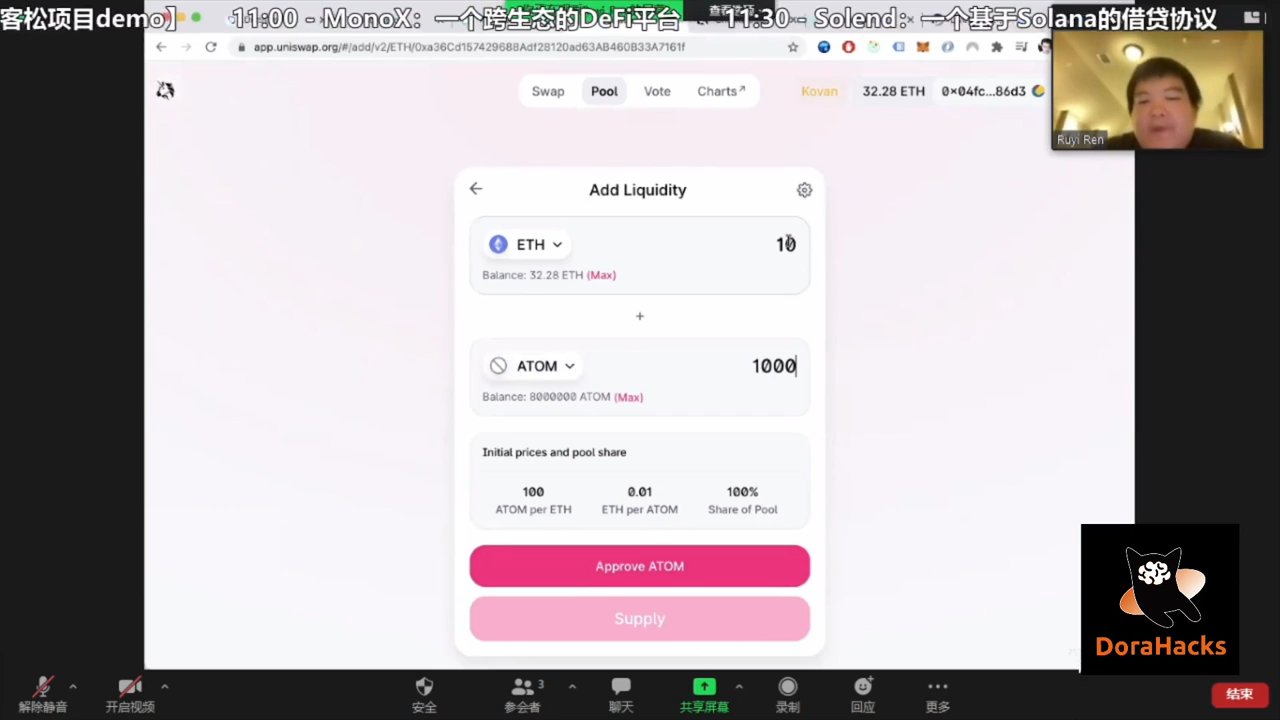 客松项目demo】 11:00 - MonoX：一个跨生态的DeFi平台 11:30 - Solend：一个基于Solana的借贷协议
查看选项
app.uniswap.org/#/add/v2/ETH/0xa36Cd157429688Adf28120ad63AB460B33A7161f
Swap Pool Vote Charts↗ Kovan 32.28 ETH 0×04fc...86d3
Ruyi Ren
Add Liquidity
ETH 10
Balance: 32.28 ETH (Max)
+
ATOM 1000
Balance: 8000000 ATOM (Max)
Initial prices and pool share
100 0.01 100%
ATOM per ETH ETH per ATOM Share of Pool
Approve ATOM
Supply
DoraHacks
3
解除静音 开启视频 安全 参会者 聊天 共享屏幕 录制 回应 更多 结束